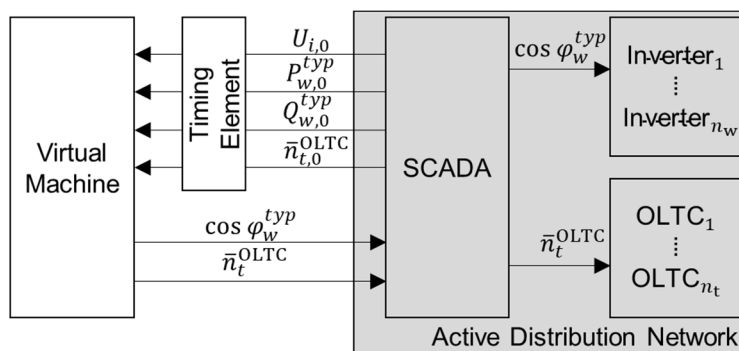 Virtual
Machine
Timing
Element
U_{i,0}
P_{w,0}^{typ}
Q_{w,0}^{typ}
n̄_{t,0}^{OLTC}
cos φ_w^{typ}
n̄_t^{OLTC}
SCADA
cos φ_w^{typ}
n̄_t^{OLTC}
Inverter_1
⋮
Inverter_{n_w}
OLTC_1
⋮
OLTC_{n_t}
Active Distribution Network